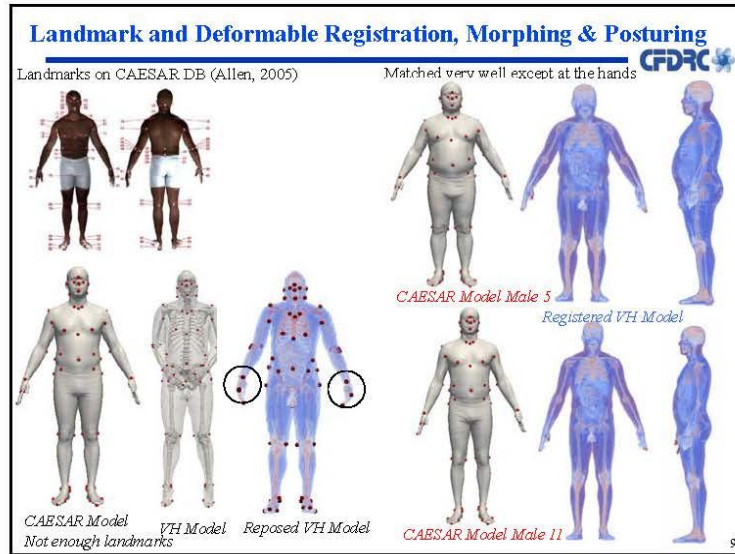 Landmark and Deformable Registration, Morphing & Posturing
CFDRC
Landmarks on CAESAR DB (Allen, 2005)
Matched very well except at the hands
CAESAR Model Male 5
Registered VH Model
CAESAR Model
Not enough landmarks
VH Model
Reposed VH Model
CAESAR Model Male 11
9